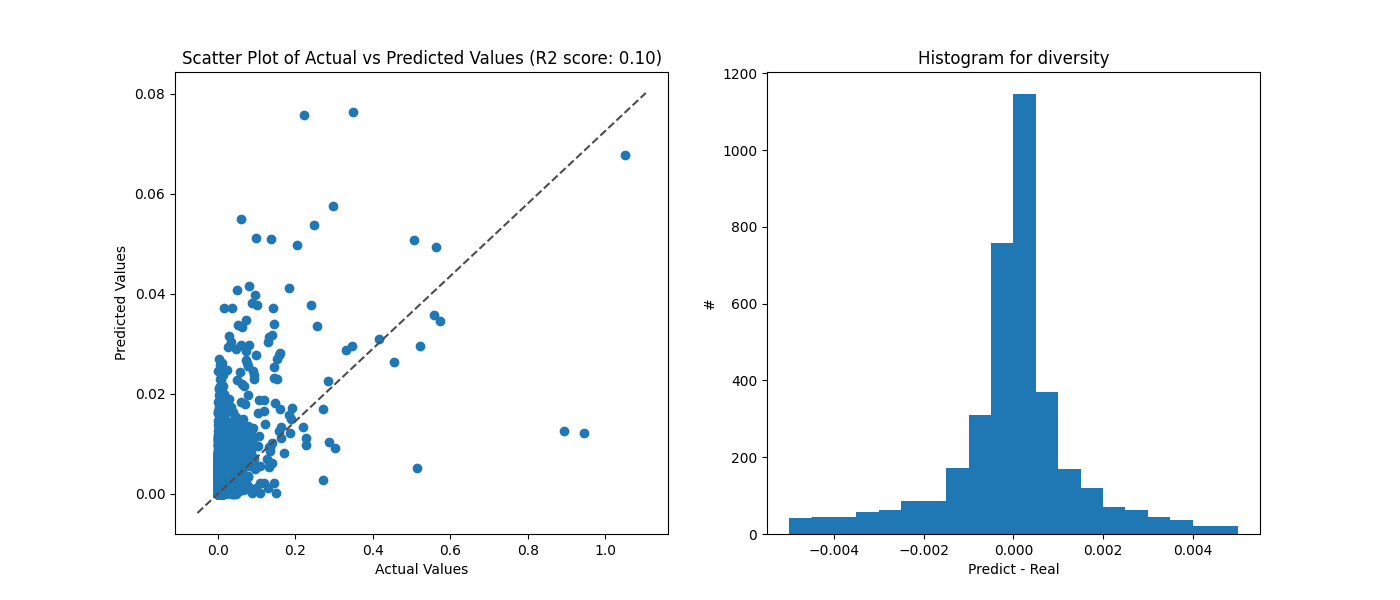 Scatter Plot of Actual vs Predicted Values (R2 score: 0.10)
0.08
0.06
0.04
0.02
0.00
Predicted Values
0.0 0.2 0.4 0.6 0.8 1.0
Actual Values
Histogram for diversity
1200
1000
800
600
400
200
0
#
−0.004 −0.002 0.000 0.002 0.004
Predict - Real